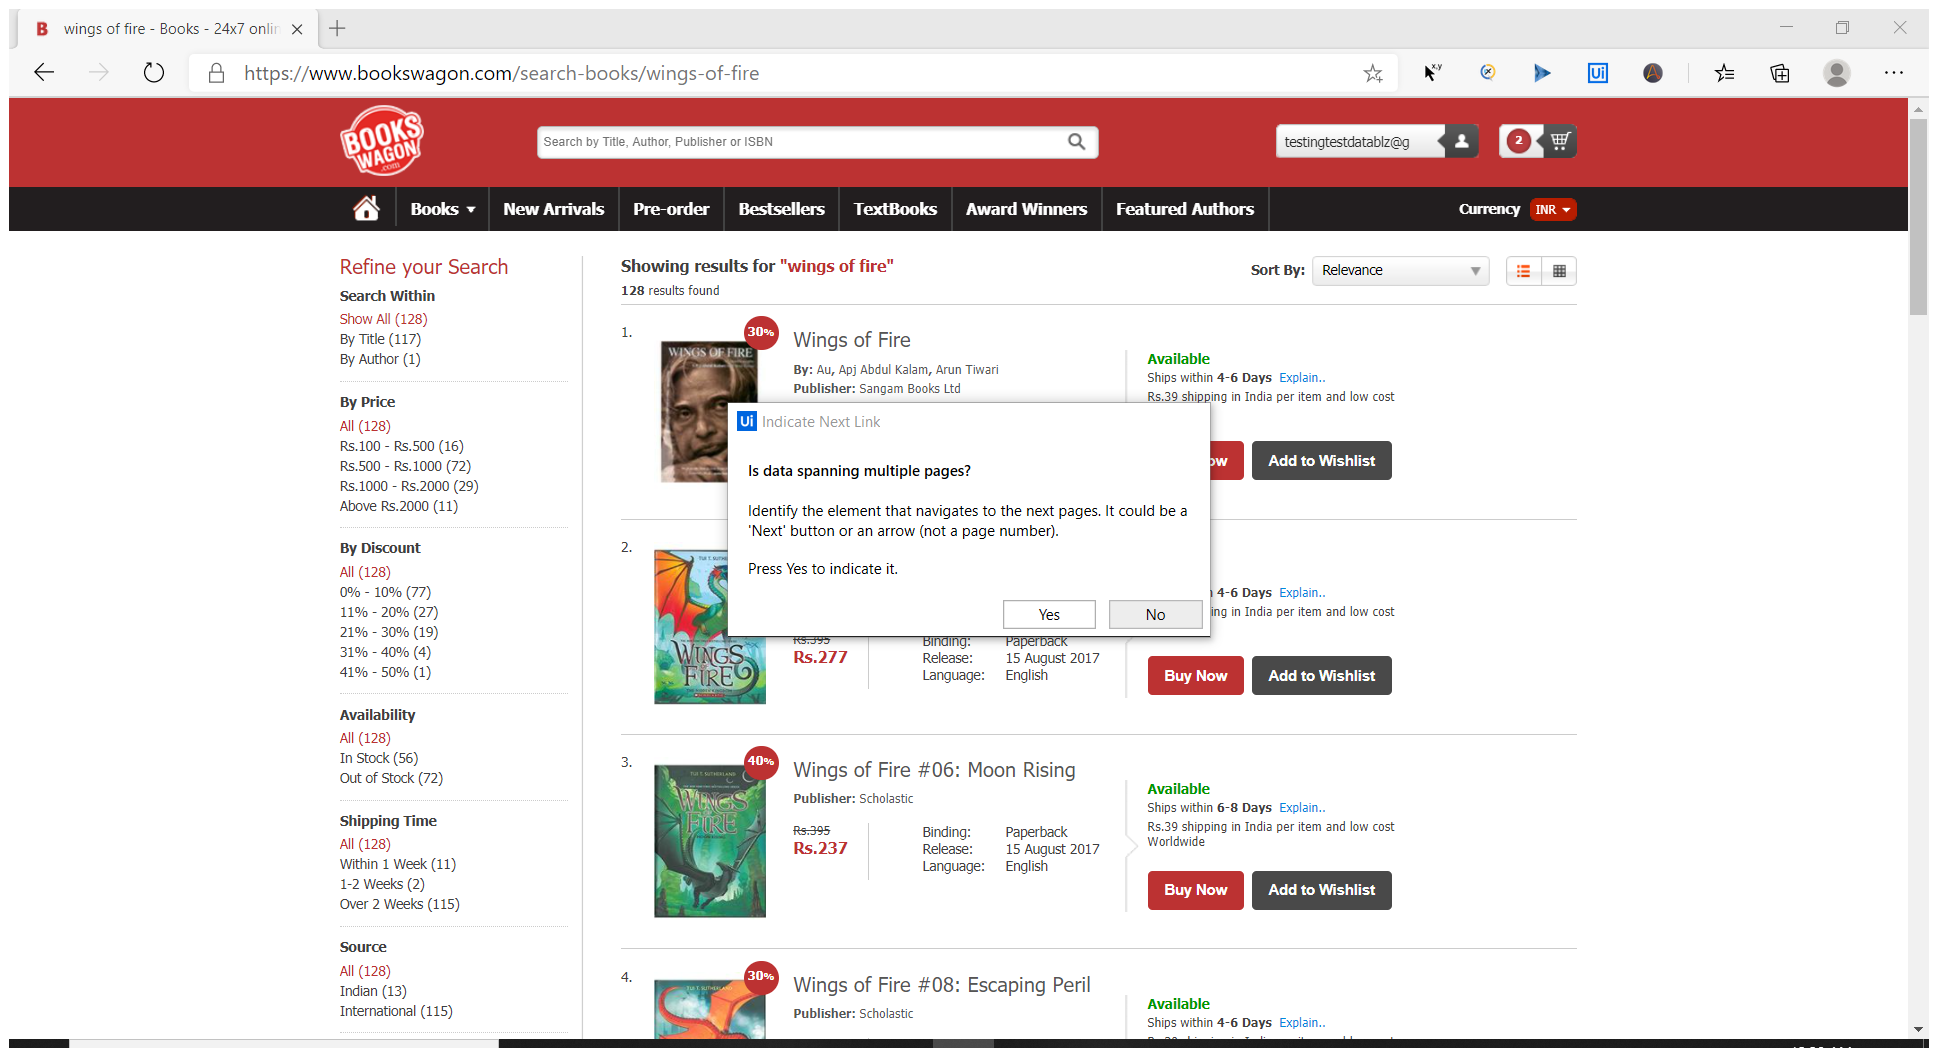 B wings of fire - Books - 24x7 onlin
https://www.bookswagon.com/search-books/wings-of-fire
x,y
Ui
BOOKS WAGON .com
Search by Title, Author, Publisher or ISBN
testingtestdatablz@g
2
Books
New Arrivals
Pre-order
Bestsellers
TextBooks
Award Winners
Featured Authors
Currency INR
Refine your Search
Search Within
Show All (128)
By Title (117)
By Author (1)
By Price
All (128)
Rs.100 - Rs.500 (16)
Rs.500 - Rs.1000 (72)
Rs.1000 - Rs.2000 (29)
Above Rs.2000 (11)
By Discount
All (128)
0% - 10% (77)
11% - 20% (27)
21% - 30% (19)
31% - 40% (4)
41% - 50% (1)
Availability
All (128)
In Stock (56)
Out of Stock (72)
Shipping Time
All (128)
Within 1 Week (11)
1-2 Weeks (2)
Over 2 Weeks (115)
Source
All (128)
Indian (13)
International (115)
Showing results for "wings of fire"
128 results found
Sort By: Relevance
1.
30%
WINGS OF FIRE
Wings of Fire
By: Au, Apj Abdul Kalam, Arun Tiwari
Publisher: Sangam Books Ltd
Available
Ships within 4-6 Days Explain..
Rs.39 shipping in India per item and low cost
ow
Add to Wishlist
Ui Indicate Next Link
Is data spanning multiple pages?
Identify the element that navigates to the next pages. It could be a
'Next' button or an arrow (not a page number).
Press Yes to indicate it.
Yes
No
2.
TUI T. SUTHERLAND
WINGS OF FIRE
4-6 Days Explain..
ing in India per item and low cost
Rs.395
Rs.277
Binding: Paperback
Release: 15 August 2017
Language: English
Buy Now
Add to Wishlist
3.
40%
TUI T. SUTHERLAND
WINGS OF FIRE
Wings of Fire #06: Moon Rising
Publisher: Scholastic
Rs.395
Rs.237
Binding: Paperback
Release: 15 August 2017
Language: English
Available
Ships within 6-8 Days Explain..
Rs.39 shipping in India per item and low cost
Worldwide
Buy Now
Add to Wishlist
4.
30%
TUI T. SUTHERLAND
Wings of Fire #08: Escaping Peril
Publisher: Scholastic
Available
Ships within 4-6 Days Explain..